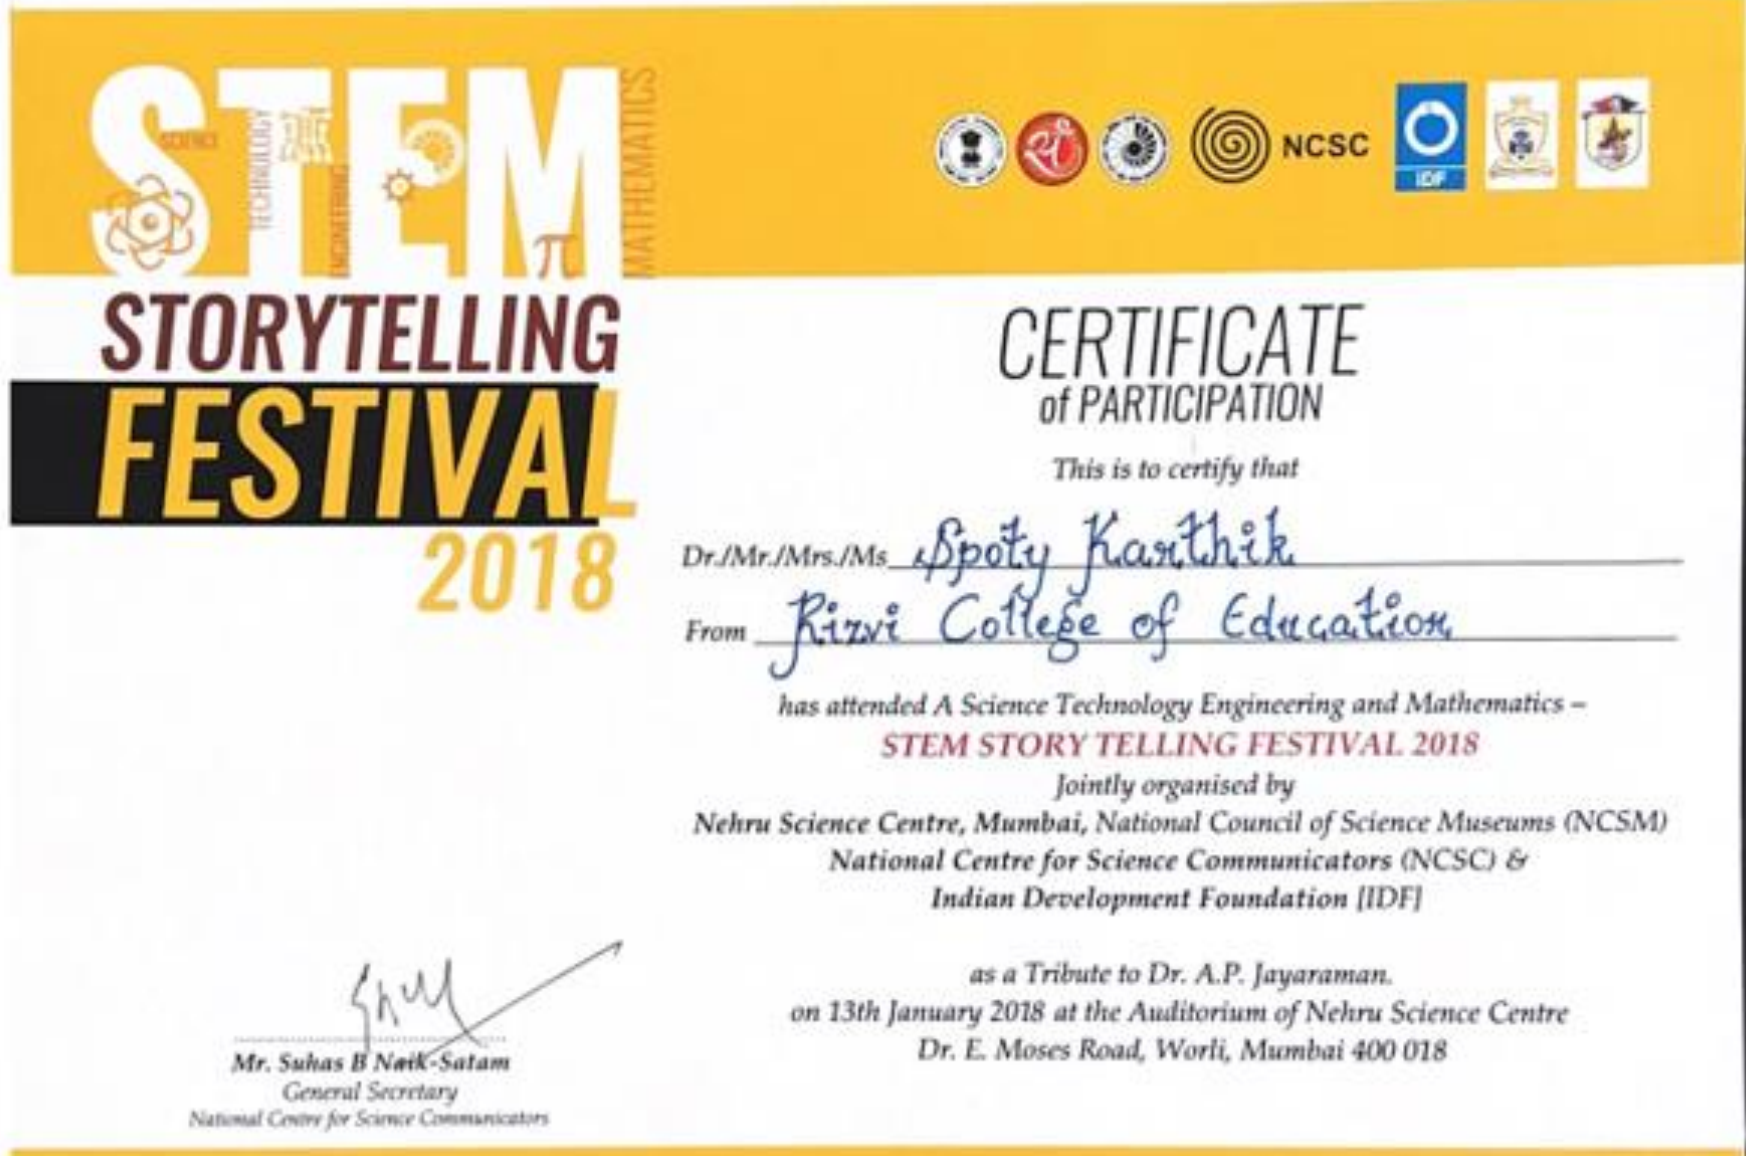 STEM
SCIENCE
TECHNOLOGY
ENGINEERING
π
MATHEMATICS
STORYTELLING
FESTIVAL
2018
NCSC
IDF
CERTIFICATE
of PARTICIPATION
This is to certify that
Dr./Mr./Mrs./Ms Spoty Karthik
From Rizvi College of Education
has attended A Science Technology Engineering and Mathematics –
STEM STORY TELLING FESTIVAL 2018
Jointly organised by
Nehru Science Centre, Mumbai, National Council of Science Museums (NCSM)
National Centre for Science Communicators (NCSC) &
Indian Development Foundation [IDF]
as a Tribute to Dr. A.P. Jayaraman.
on 13th January 2018 at the Auditorium of Nehru Science Centre
Dr. E. Moses Road, Worli, Mumbai 400 018
Mr. Suhas B Naik-Satam
General Secretary
National Centre for Science Communicators